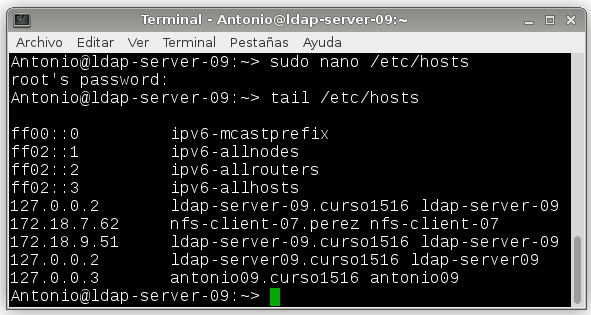 Terminal - Antonio@ldap-server-09:~
Archivo Editar Ver Terminal Pestañas Ayuda
Antonio@ldap-server-09:~> sudo nano /etc/hosts
root's password:
Antonio@ldap-server-09:~> tail /etc/hosts
ff00::0 ipv6-mcastprefix
ff02::1 ipv6-allnodes
ff02::2 ipv6-allrouters
ff02::3 ipv6-allhosts
127.0.0.2 ldap-server-09.curso1516 ldap-server-09
172.18.7.62 nfs-client-07.perez nfs-client-07
172.18.9.51 ldap-server-09.curso1516 ldap-server-09
127.0.0.2 ldap-server09.curso1516 ldap-server09
127.0.0.3 antonio09.curso1516 antonio09
Antonio@ldap-server-09:~>